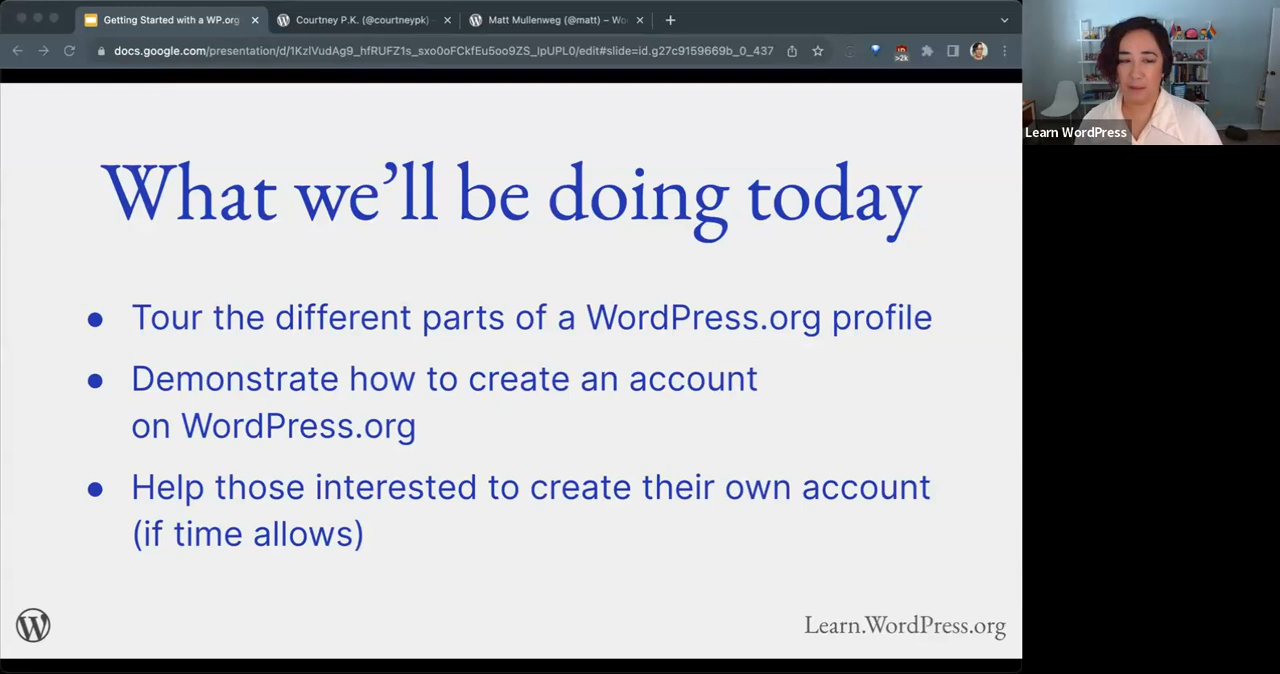 Getting Started with a WP.org
Courtney P.K. (@courtneypk)
Matt Mullenweg (@matt) – Wo
docs.google.com/presentation/d/1KzIVudAg9_hfRUFZ1s_sxo0oFCkfEu5oo9ZS_IpUPL0/edit#slide=id.g27c9159669b_0_437
>2k
Learn WordPress
What we’ll be doing today
● Tour the different parts of a WordPress.org profile
● Demonstrate how to create an account
on WordPress.org
● Help those interested to create their own account
(if time allows)
Learn.WordPress.org